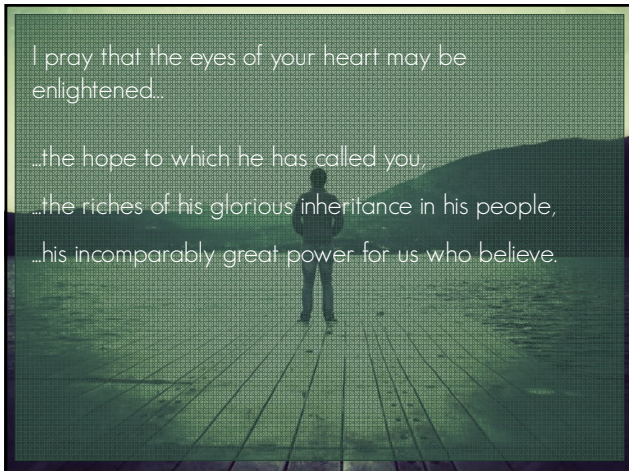 I pray that the eyes of your heart may be
enlightened...
...the hope to which he has called you,
...the riches of his glorious inheritance in his people,
...his incomparably great power for us who believe.